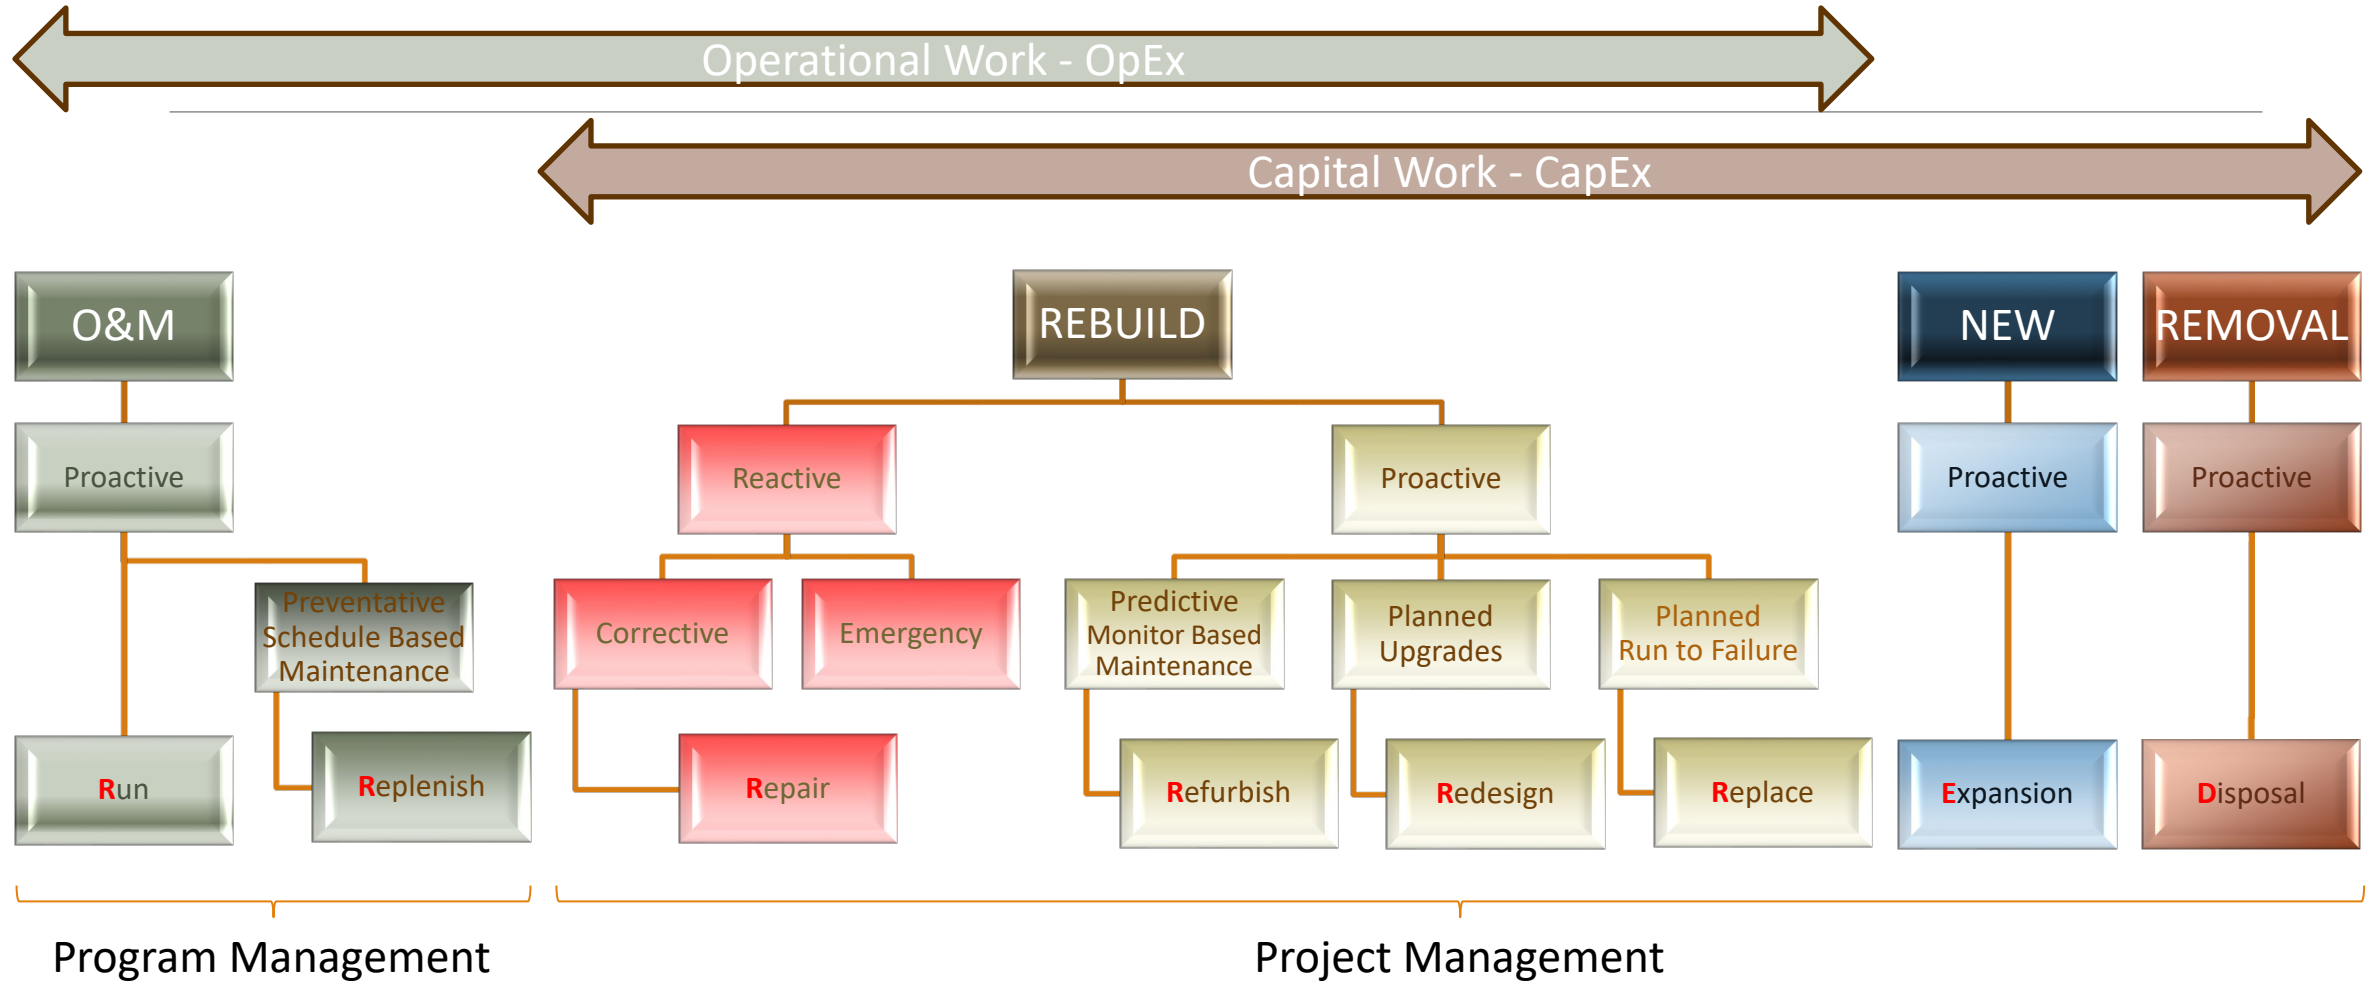 Operational Work - OpEx
Capital Work - CapEx
O&M
REBUILD
NEW
REMOVAL
Proactive
Reactive
Proactive
Proactive
Proactive
Preventative
Schedule Based
Maintenance
Corrective
Emergency
Predictive
Monitor Based
Maintenance
Planned
Upgrades
Planned
Run to Failure
Run
Replenish
Repair
Refurbish
Redesign
Replace
Expansion
Disposal
Program Management
Project Management